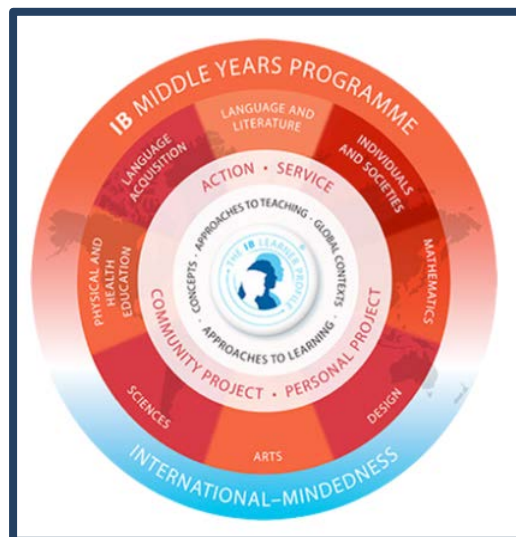 IB MIDDLE YEARS PROGRAMME
LANGUAGE AND
LITERATURE
INDIVIDUALS
AND SOCIETIES
MATHEMATICS
DESIGN
ARTS
SCIENCES
PHYSICAL AND
HEALTH
EDUCATION
LANGUAGE
ACQUISITION
ACTION • SERVICE
PERSONAL PROJECT
COMMUNITY PROJECT •
APPROACHES TO TEACHING · GLOBAL CONTEXTS ·
APPROACHES TO LEARNING · CONCEPTS ·
THE IB LEARNER PROFILE
®
INTERNATIONAL–MINDEDNESS